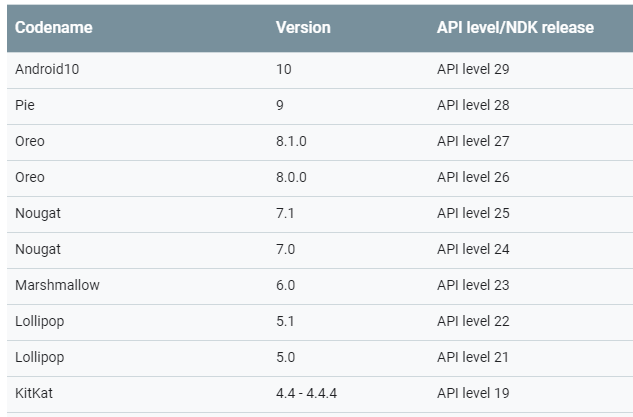 Codename Version API level/NDK release
Android10 10 API level 29
Pie 9 API level 28
Oreo 8.1.0 API level 27
Oreo 8.0.0 API level 26
Nougat 7.1 API level 25
Nougat 7.0 API level 24
Marshmallow 6.0 API level 23
Lollipop 5.1 API level 22
Lollipop 5.0 API level 21
KitKat 4.4 - 4.4.4 API level 19